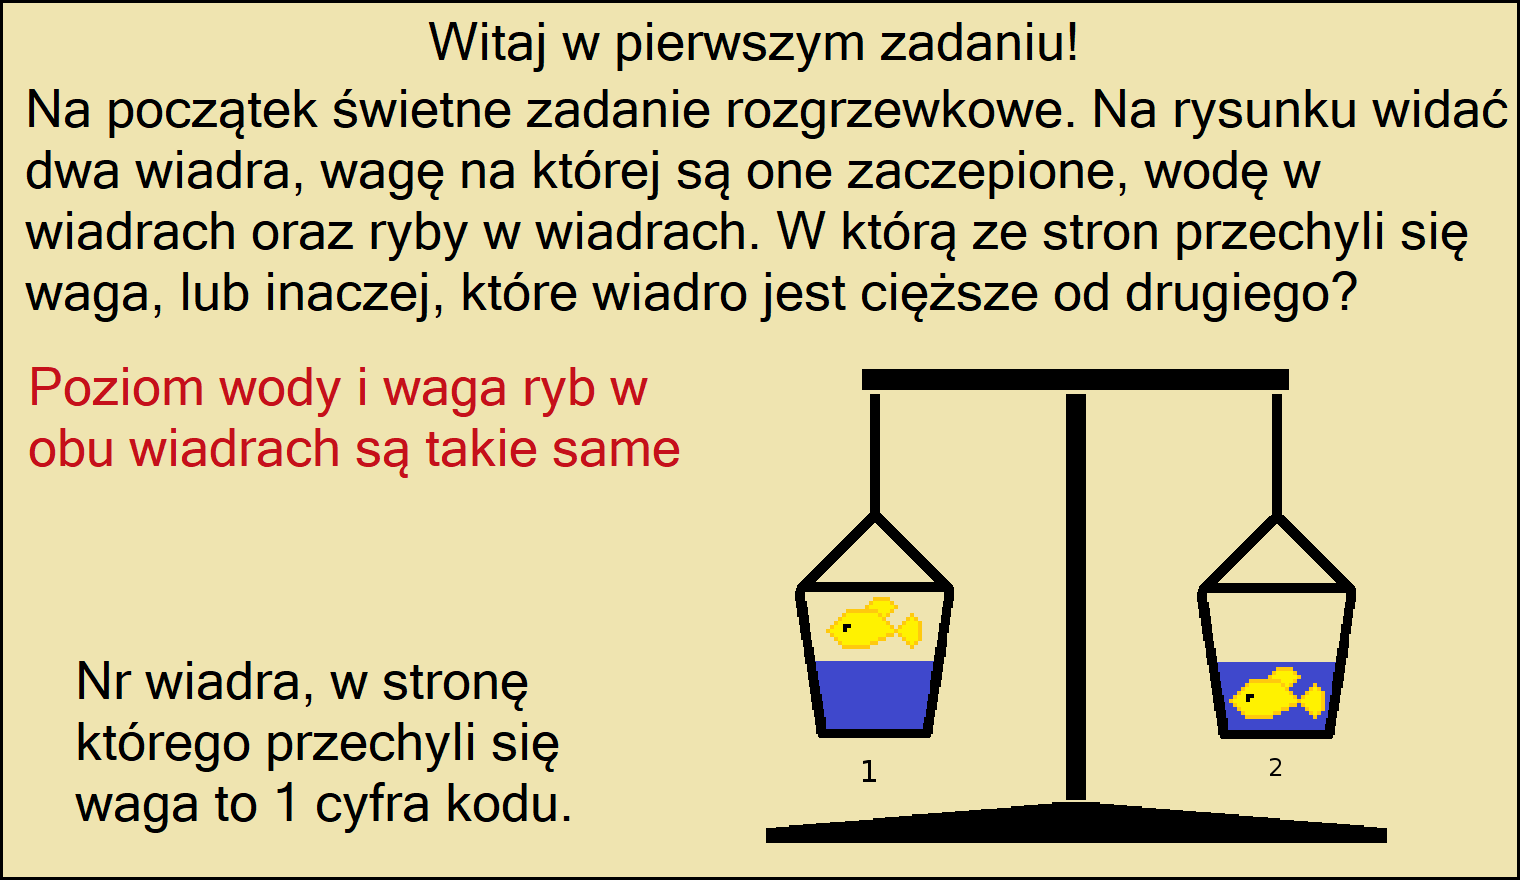 Witaj w pierwszym zadaniu!
Na początek świetne zadanie rozgrzewkowe. Na rysunku widać
dwa wiadra, wagę na której są one zaczepione, wodę w
wiadrach oraz ryby w wiadrach. W którą ze stron przechyli się
waga, lub inaczej, które wiadro jest cięższe od drugiego?
Poziom wody i waga ryb w
obu wiadrach są takie same
Nr wiadra, w stronę
którego przechyli się
waga to 1 cyfra kodu.
1
2